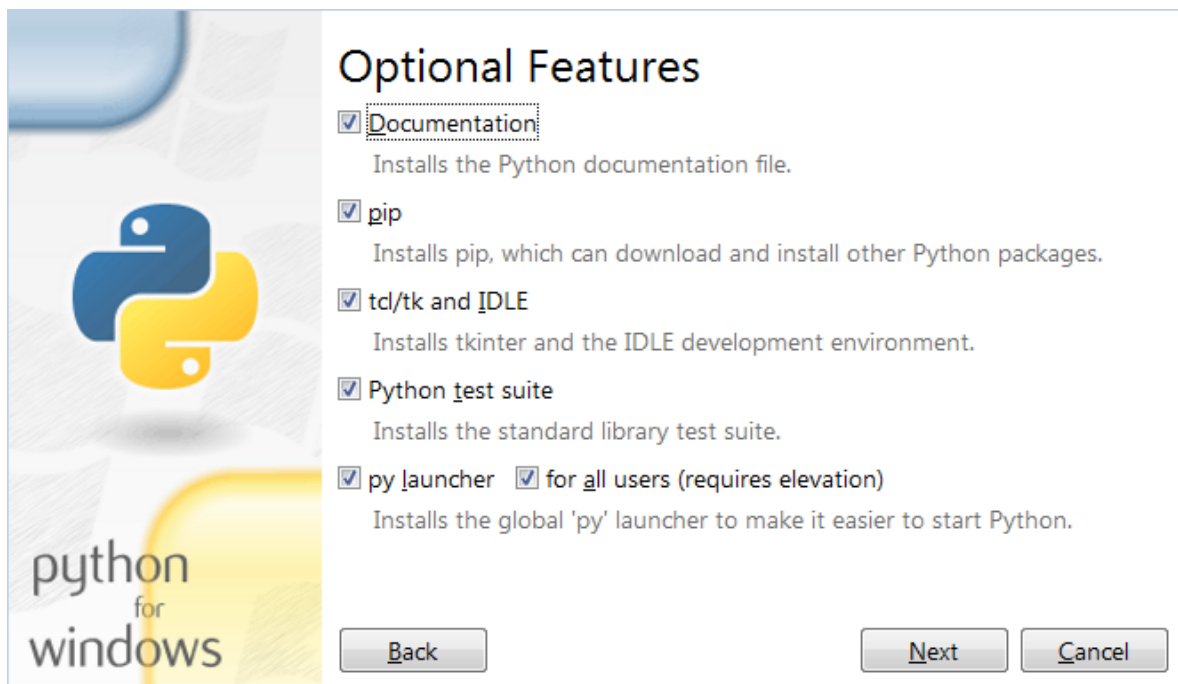 Optional Features
Documentation
Installs the Python documentation file.
pip
Installs pip, which can download and install other Python packages.
tcl/tk and IDLE
Installs tkinter and the IDLE development environment.
Python test suite
Installs the standard library test suite.
py launcher for all users (requires elevation)
Installs the global 'py' launcher to make it easier to start Python.
python
for
windows
Back Next Cancel